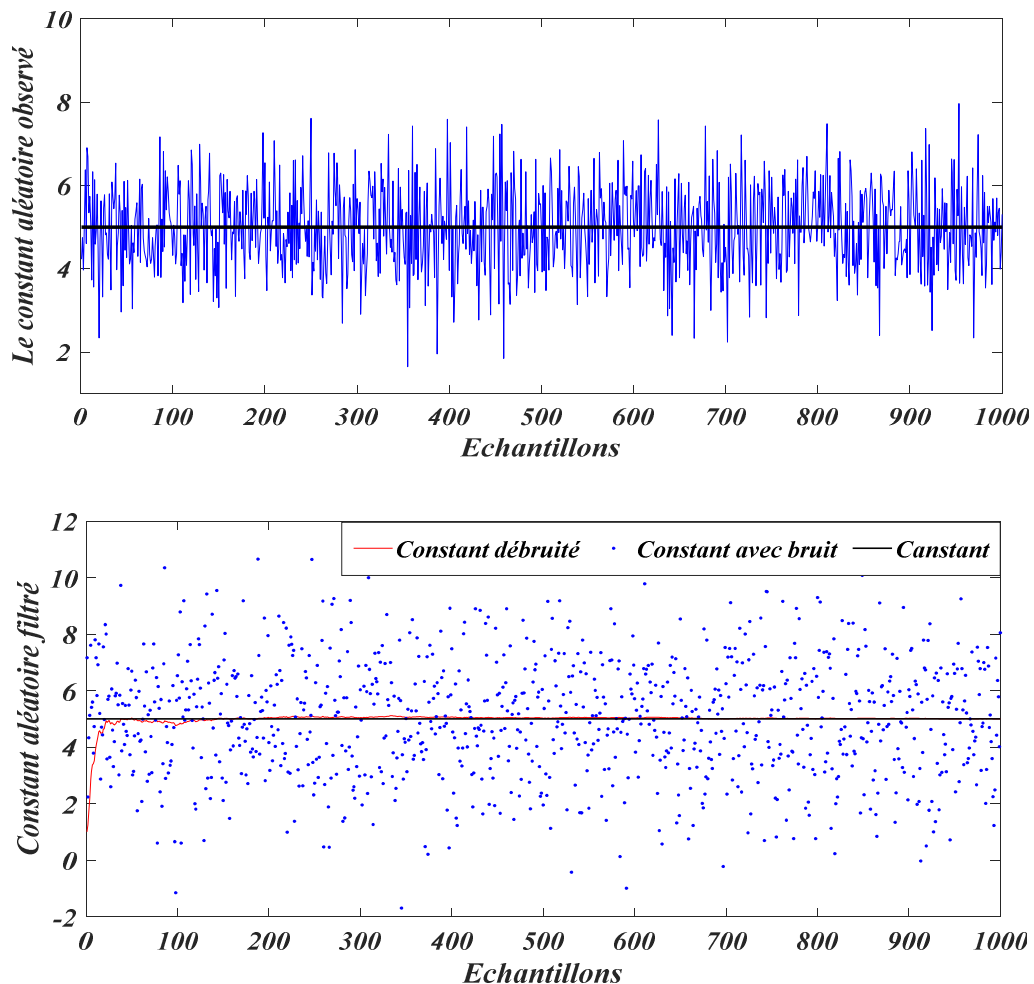 Le constant aléatoire observé
10
8
6
4
2
0 100 200 300 400 500 600 700 800 900 1000
Echantillons
Constant aléatoire filtré
12
10
8
6
4
2
0
-2
Constant débruité Constant avec bruit Canstant
0 100 200 300 400 500 600 700 800 900 1000
Echantillons